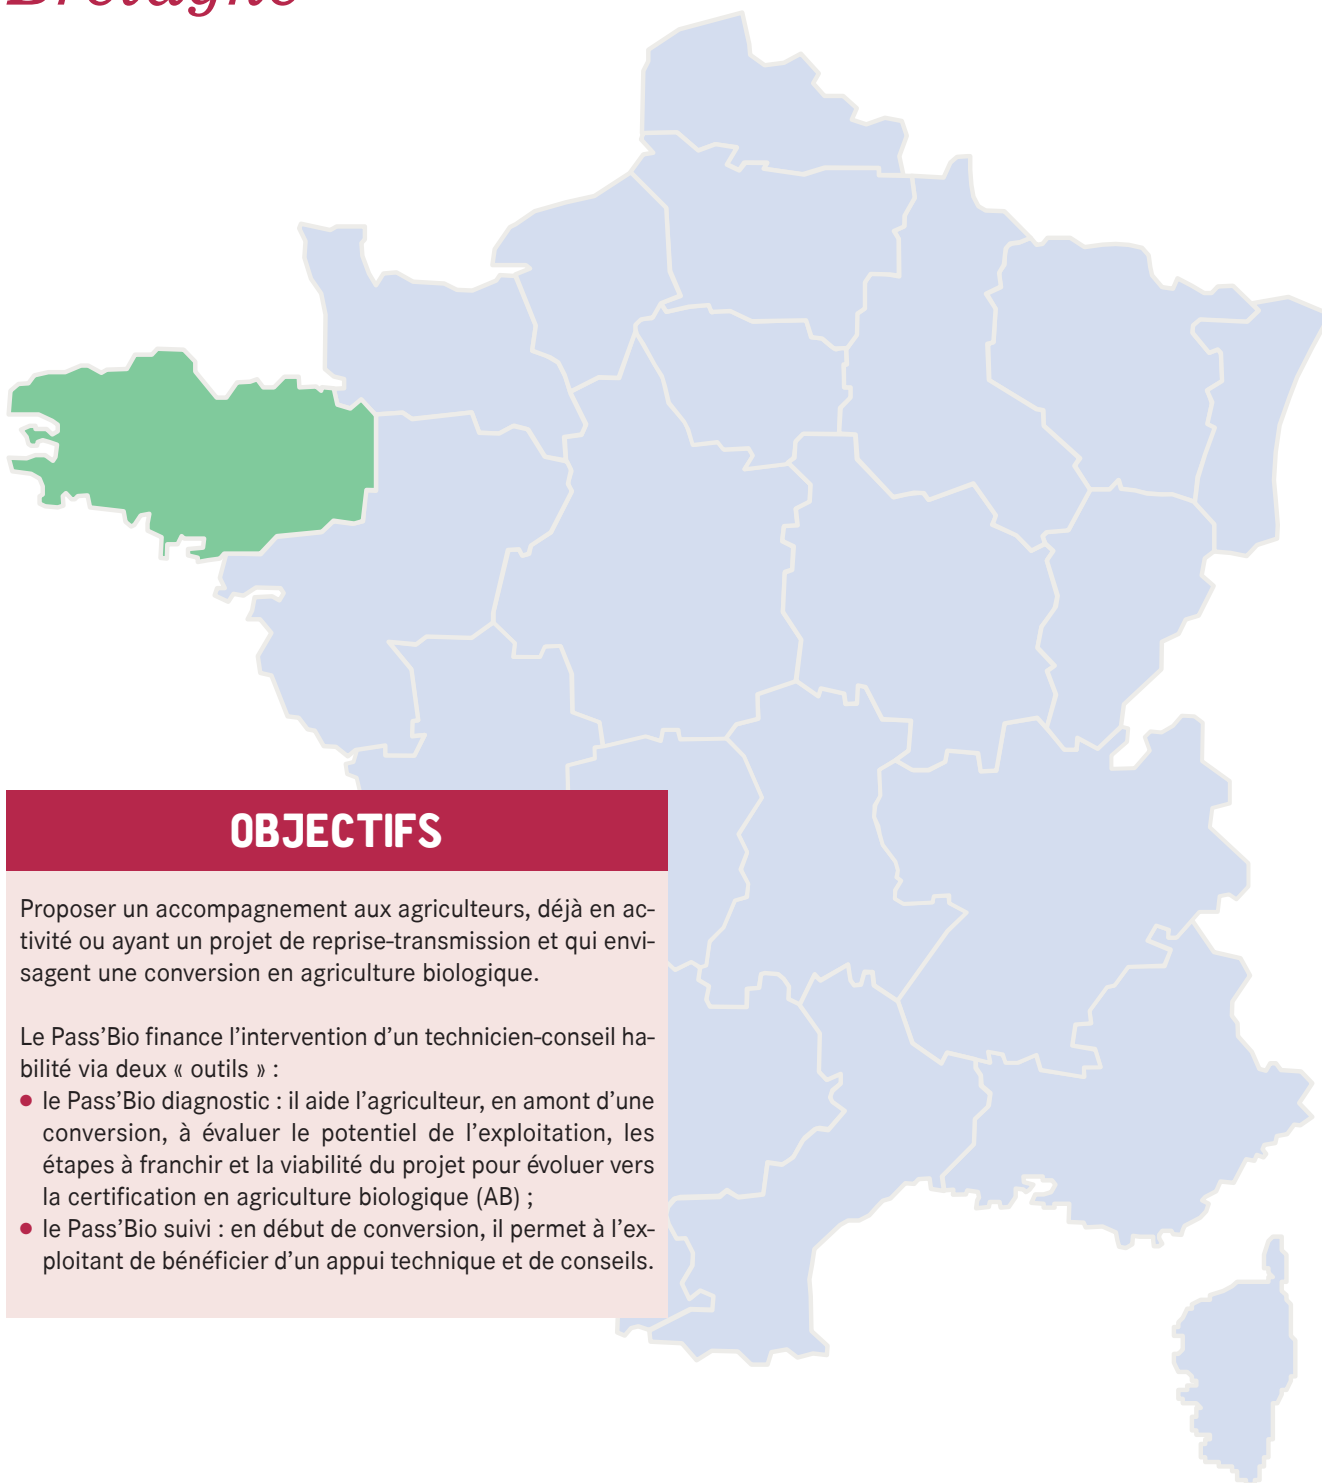 Bretagne
OBJECTIFS
Proposer un accompagnement aux agriculteurs, déjà en ac-
tivité ou ayant un projet de reprise-transmission et qui envi-
sagent une conversion en agriculture biologique.
Le Pass’Bio finance l’intervention d’un technicien-conseil ha-
bilité via deux « outils » :
● le Pass’Bio diagnostic : il aide l’agriculteur, en amont d’une
conversion, à évaluer le potentiel de l’exploitation, les
étapes à franchir et la viabilité du projet pour évoluer vers
la certification en agriculture biologique (AB) ;
● le Pass’Bio suivi : en début de conversion, il permet à l’ex-
ploitant de bénéficier d’un appui technique et de conseils.